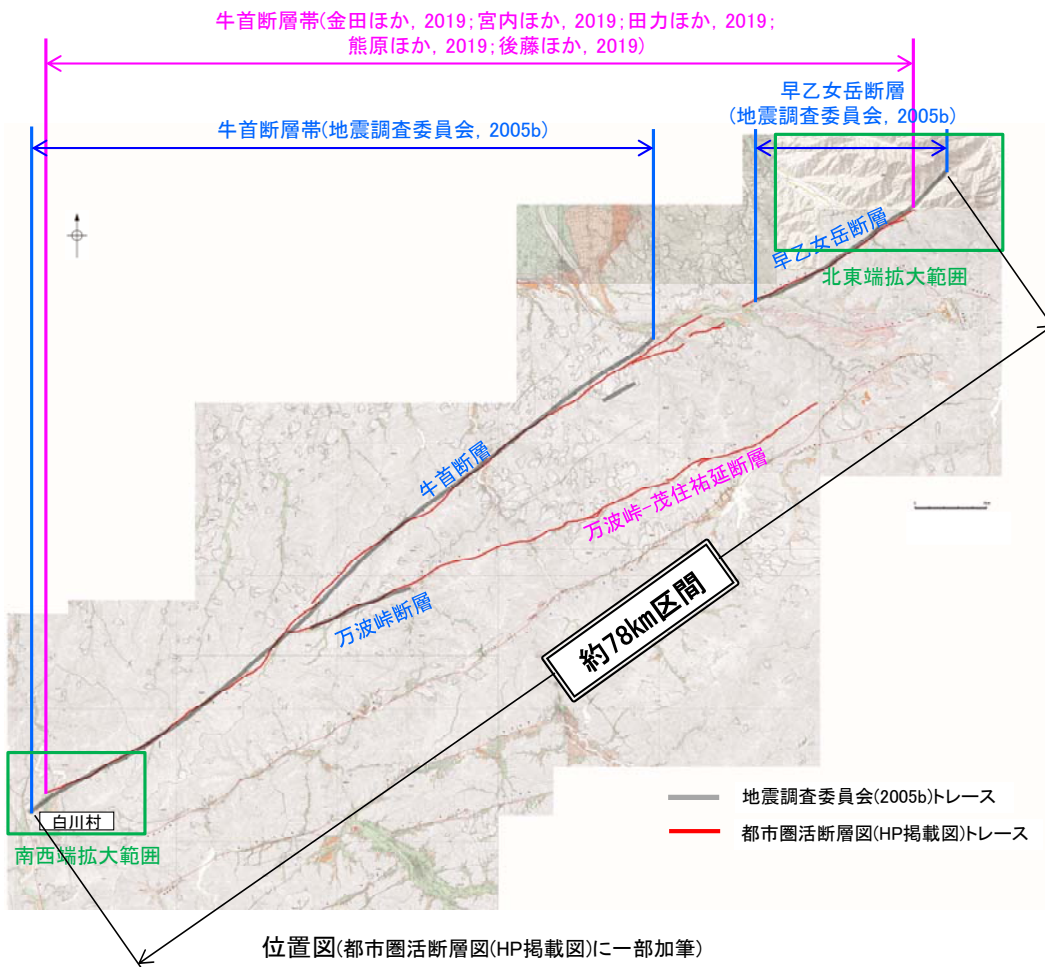 牛首断層帯(金田ほか, 2019;宮内ほか, 2019;田力ほか, 2019;
熊原ほか, 2019;後藤ほか, 2019)
早乙女岳断層
(地震調査委員会, 2005b)
牛首断層帯(地震調査委員会, 2005b)
早乙女岳断層
北東端拡大範囲
牛首断層
万波峠-茂住祐延断層
万波峠断層
約78km区間
白川村
南西端拡大範囲
地震調査委員会(2005b)トレース
都市圏活断層図(HP掲載図)トレース
位置図(都市圏活断層図(HP掲載図)に一部加筆)